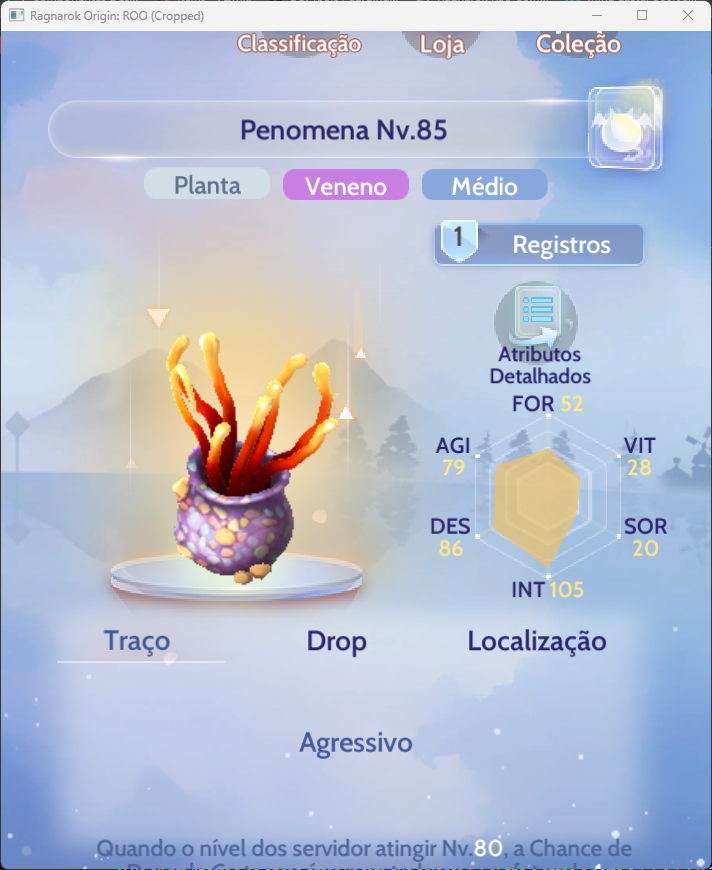 Ragnarok Origin: ROO (Cropped)
Classificação
Loja
Coleção
Penomena Nv.85
Planta
Veneno
Médio
1
Registros
Atributos
Detalhados
FOR 52
AGI
79
VIT
28
DES
86
SOR
20
INT 105
Traço
Drop
Localização
Agressivo
Quando o nível dos servidor atingir Nv.80, a Chance de